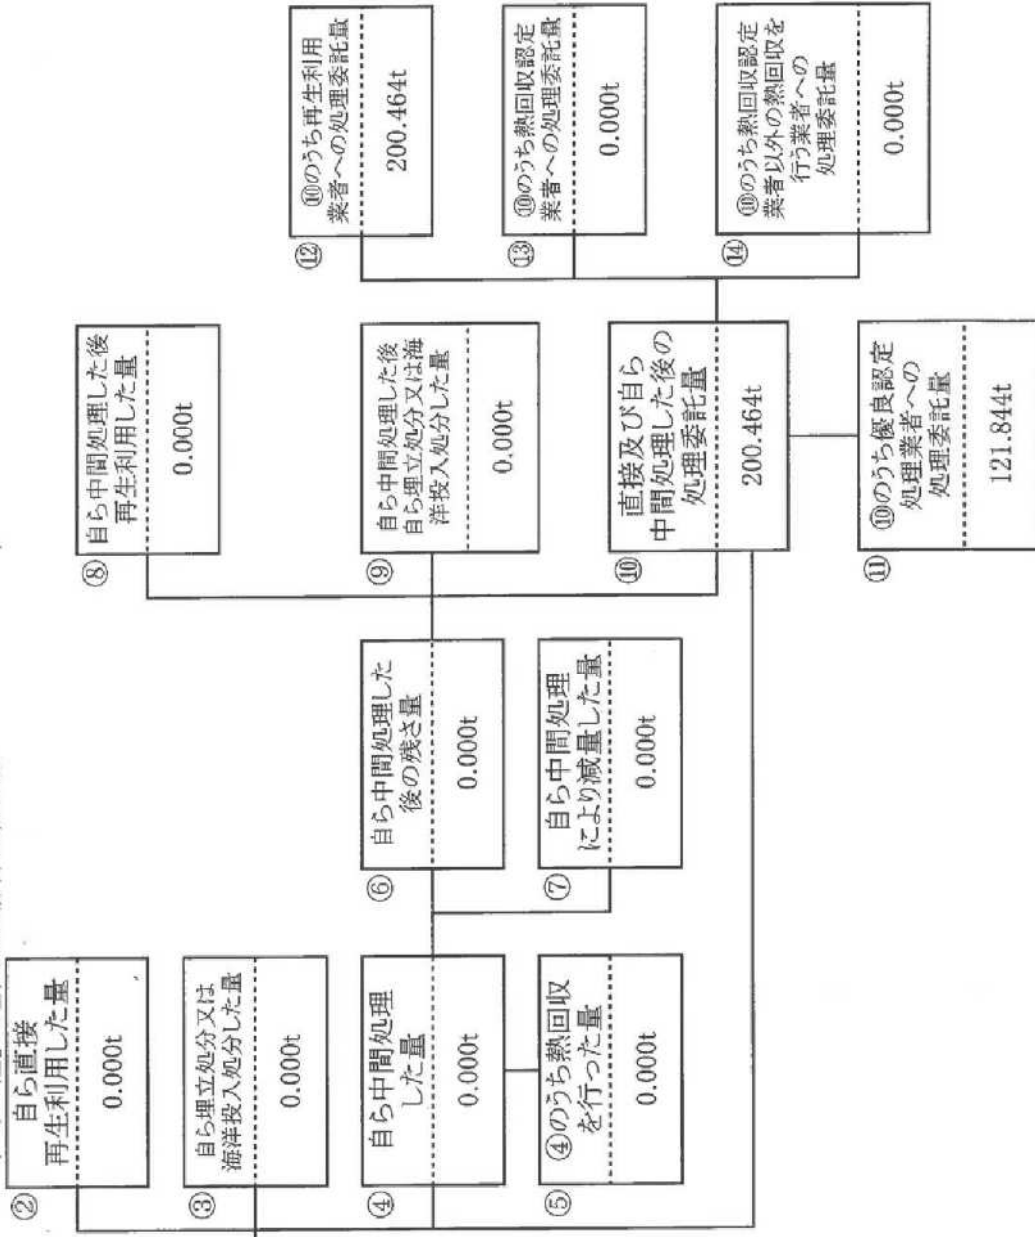 ②
自ら直接
再生利用した量
0.000t
③
自ら埋立処分又は
海洋投入処分した量
0.000t
④
自ら中間処理
した量
0.000t
⑤
④のうち熱回収
を行った量
0.000t
⑥
自ら中間処理した
後の残さ量
0.000t
⑦
自ら中間処理
により減量した量
0.000t
⑧
自ら中間処理した後
再生利用した量
0.000t
⑨
自ら中間処理した後
自ら埋立処分又は海
洋投入処分した量
0.000t
⑩
直接及び自ら
中間処理した後の
処理委託量
200.464t
⑪
⑩のうち優良認定
処理業者への
処理委託量
121.844t
⑫
⑩のうち再生利用
業者への処理委託量
200.464t
⑬
⑩のうち熱回収認定
業者への処理委託量
0.000t
⑭
⑩のうち熱回収認定
業者以外の熱回収を
行う業者への
処理委託量
0.000t